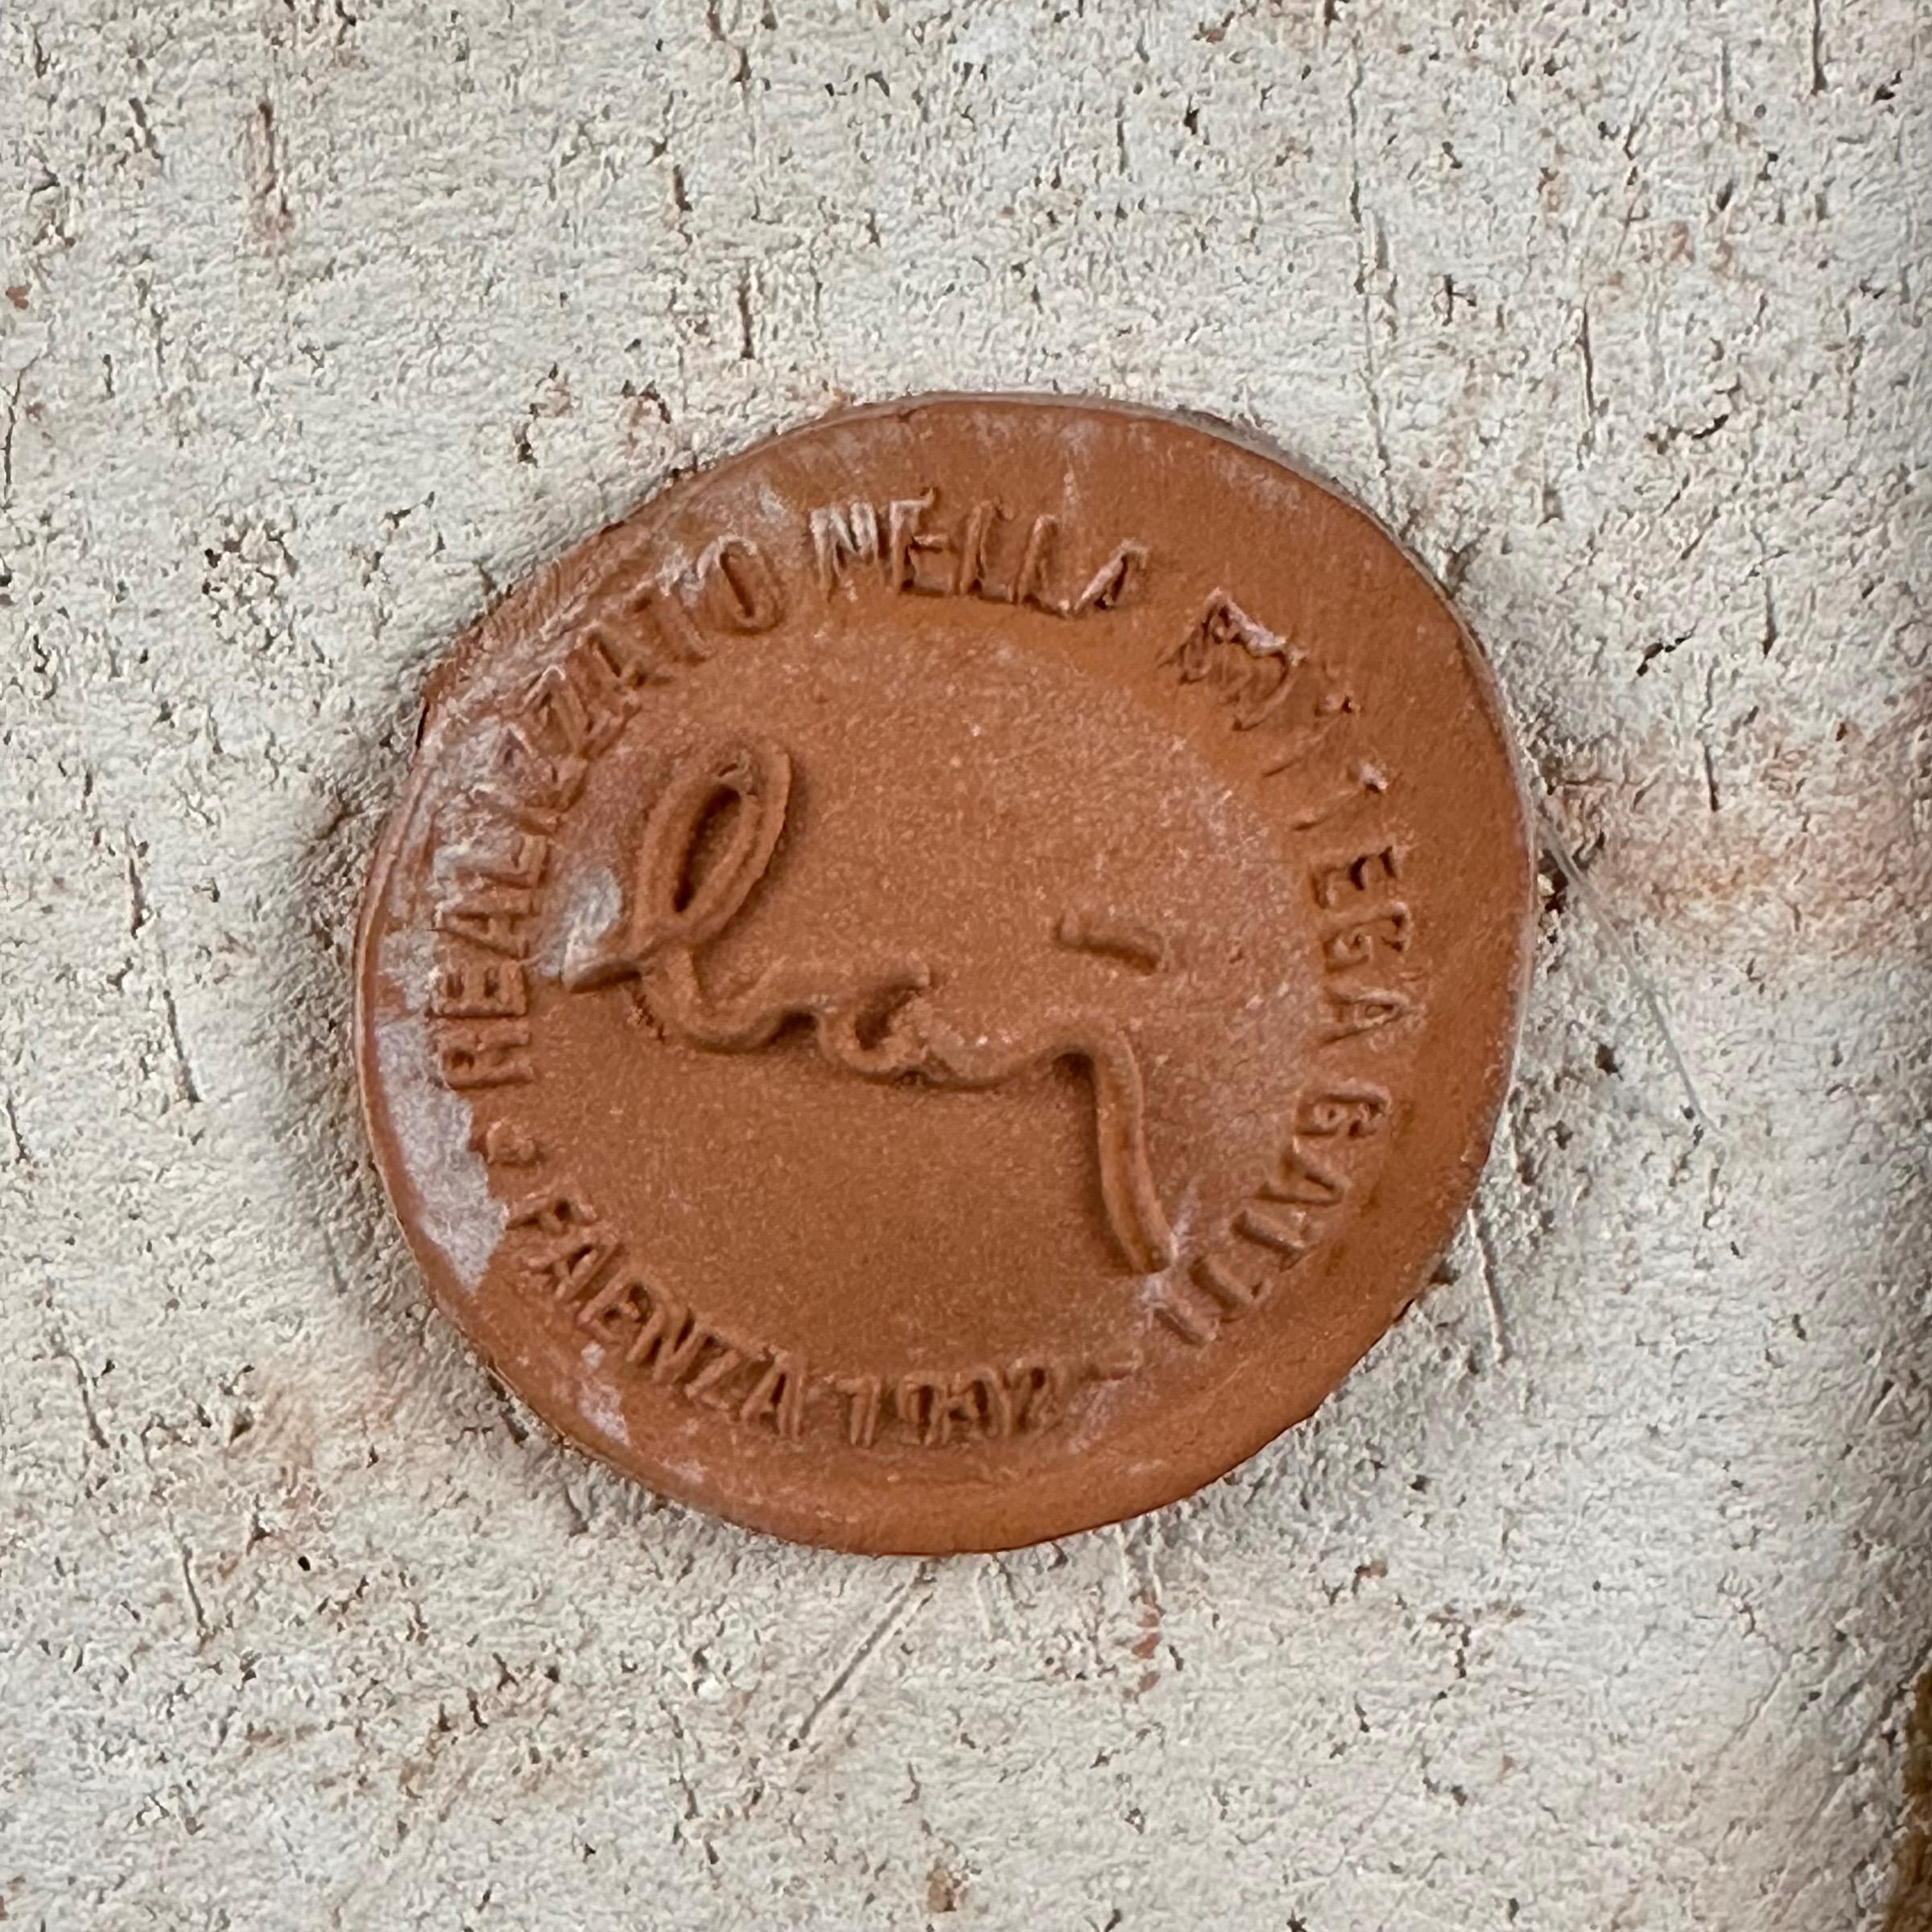 REALIZZATO NELLA BOTTEGA GATTI - FAENZA 1992